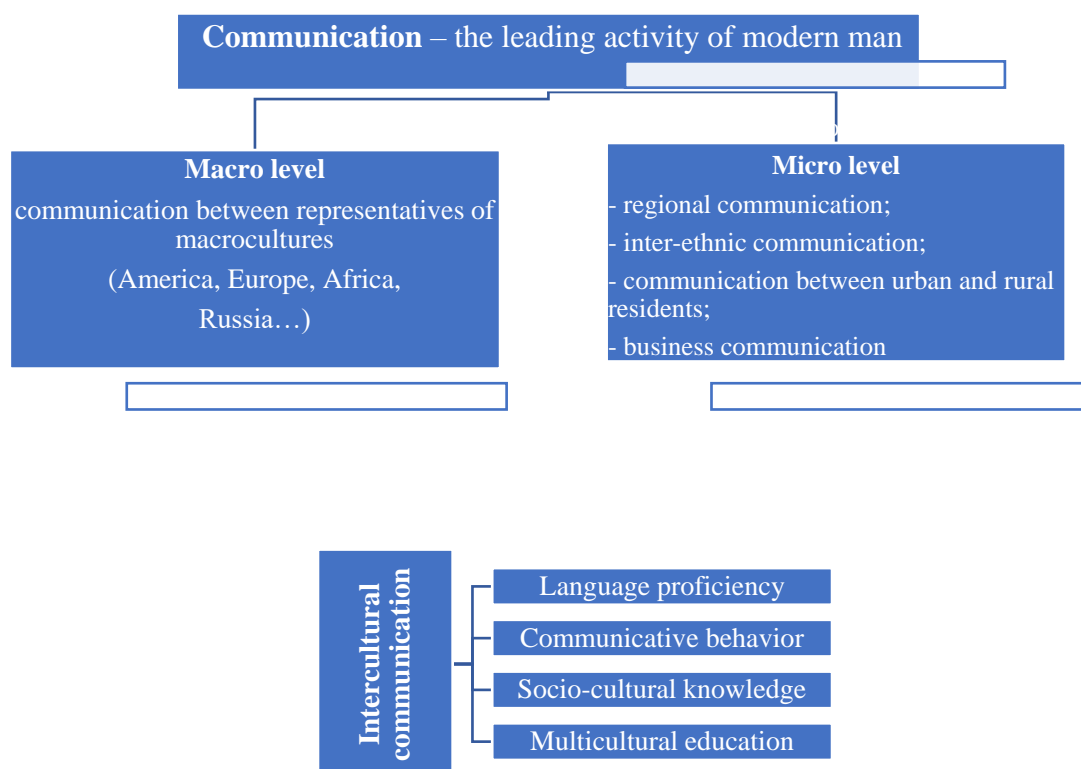 Communication – the leading activity of modern man
Macro level
communication between representatives of
macrocultures
(America, Europe, Africa,
Russia…)
Micro level
- regional communication;
- inter-ethnic communication;
- communication between urban and rural
residents;
- business communication
Intercultural
communication
Language proficiency
Communicative behavior
Socio-cultural knowledge
Multicultural education